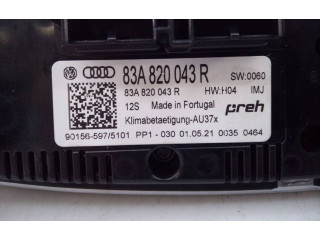 83A 820 043 R SW:0060
83A 820 043 R HW:H04 IMJ
12S Made in Portugal preh
Klimabetaetigung-AU37x
90156-597/5101 PP1 - 030 01.05.21 0035 0464